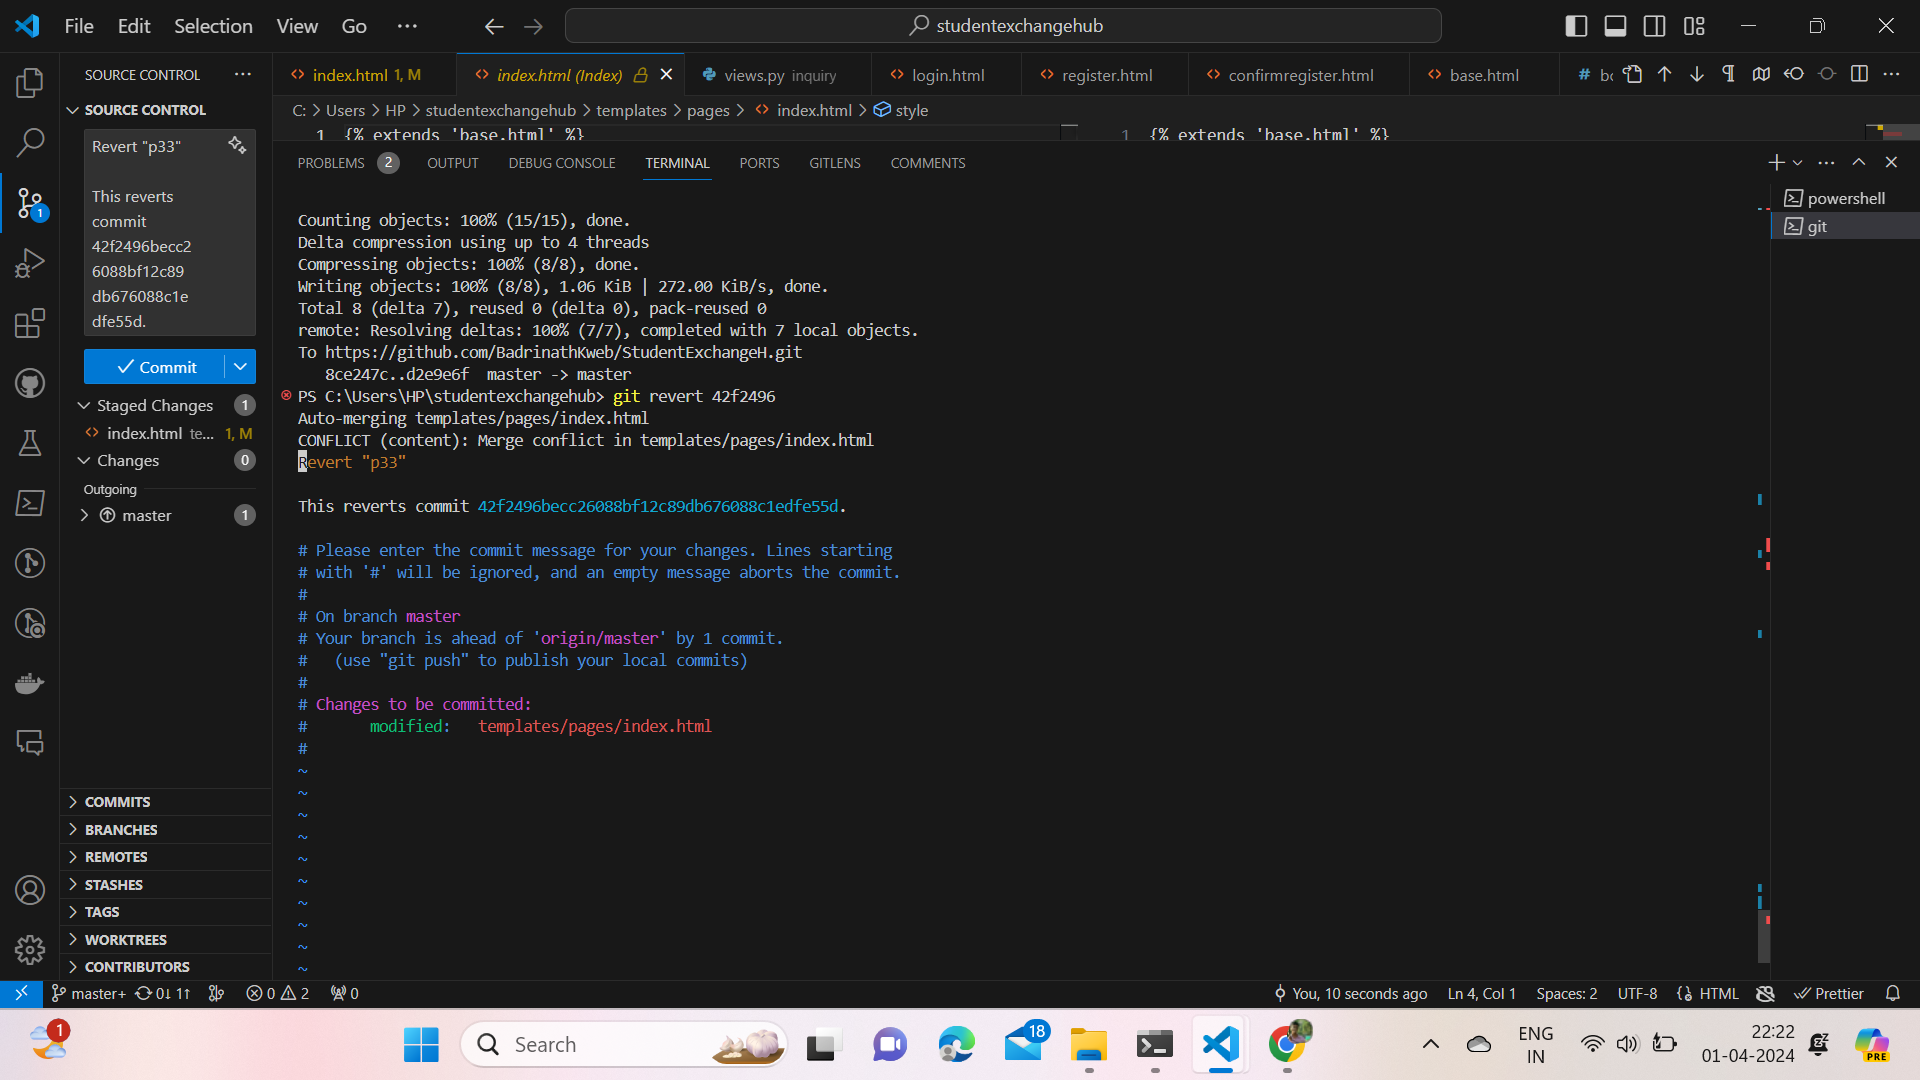 File Edit Selection View Go ···
studentexchangehub
SOURCE CONTROL ···
index.html 1, M
index.html (Index)
views.py inquiry
login.html
register.html
confirmregister.html
base.html
SOURCE CONTROL
C: > Users > HP > studentexchangehub > templates > pages > index.html > style
1 {% extends 'base.html' %}
1 {% extends 'base.html' %}
Revert "p33"
This reverts
commit
42f2496becc2
6088bf12c89
db676088c1e
dfe55d.
Commit
Staged Changes 1
index.html te... 1, M
Changes 0
Outgoing
master 1
COMMITS
BRANCHES
REMOTES
STASHES
TAGS
WORKTREES
CONTRIBUTORS
PROBLEMS 2 OUTPUT DEBUG CONSOLE TERMINAL PORTS GITLENS COMMENTS
powershell
git
Counting objects: 100% (15/15), done.
Delta compression using up to 4 threads
Compressing objects: 100% (8/8), done.
Writing objects: 100% (8/8), 1.06 KiB | 272.00 KiB/s, done.
Total 8 (delta 7), reused 0 (delta 0), pack-reused 0
remote: Resolving deltas: 100% (7/7), completed with 7 local objects.
To https://github.com/BadrinathKweb/StudentExchangeH.git
8ce247c..d2e9e6f master -> master
PS C:\Users\HP\studentexchangehub> git revert 42f2496
Auto-merging templates/pages/index.html
CONFLICT (content): Merge conflict in templates/pages/index.html
Revert "p33"
This reverts commit 42f2496becc26088bf12c89db676088c1edfe55d.
# Please enter the commit message for your changes. Lines starting
# with '#' will be ignored, and an empty message aborts the commit.
#
# On branch master
# Your branch is ahead of 'origin/master' by 1 commit.
# (use "git push" to publish your local commits)
#
# Changes to be committed:
# modified: templates/pages/index.html
#
~
~
~
~
~
~
~
~
~
~
1
master+ 0↓ 1↑ 0 2 0
You, 10 seconds ago Ln 4, Col 1 Spaces: 2 UTF-8 HTML Prettier
1
Search
18
ENG
IN
22:22
01-04-2024
PRE